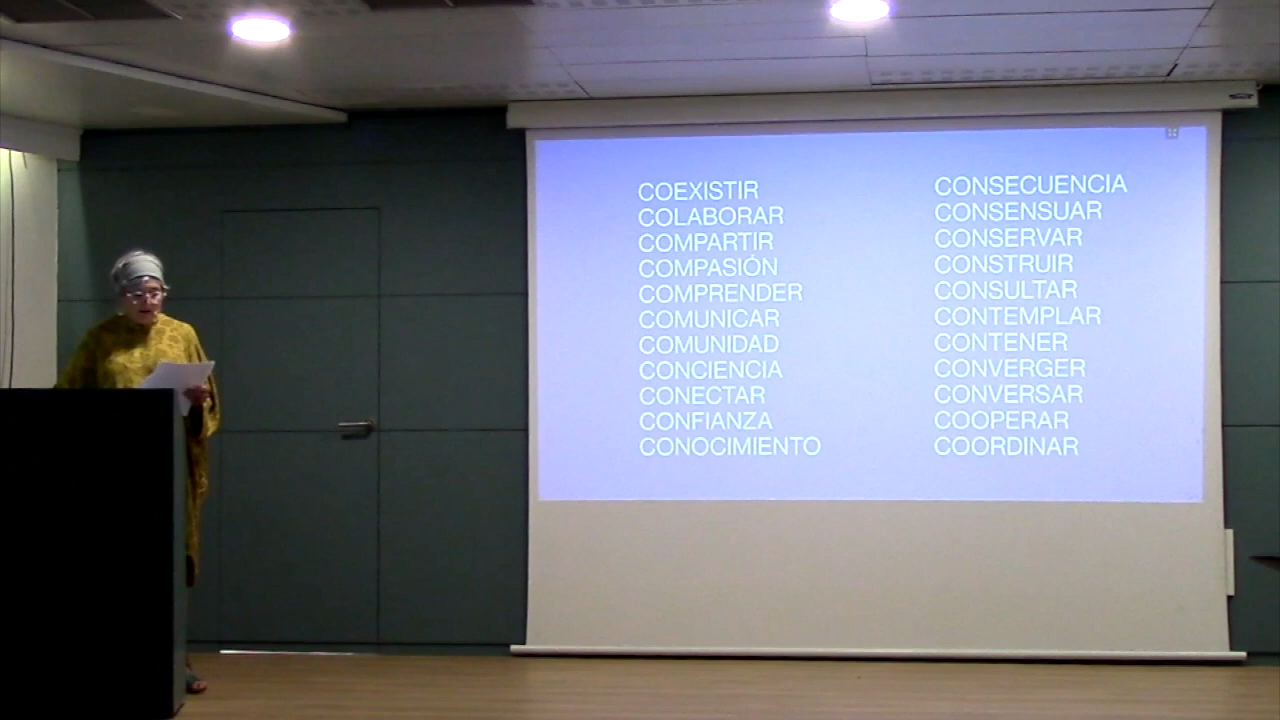 COEXISTIR
COLABORAR
COMPARTIR
COMPASIÓN
COMPRENDER
COMUNICAR
COMUNIDAD
CONCIENCIA
CONECTAR
CONFIANZA
CONOCIMIENTO
CONSECUENCIA
CONSENSUAR
CONSERVAR
CONSTRUIR
CONSULTAR
CONTEMPLAR
CONTENER
CONVERGER
CONVERSAR
COOPERAR
COORDINAR